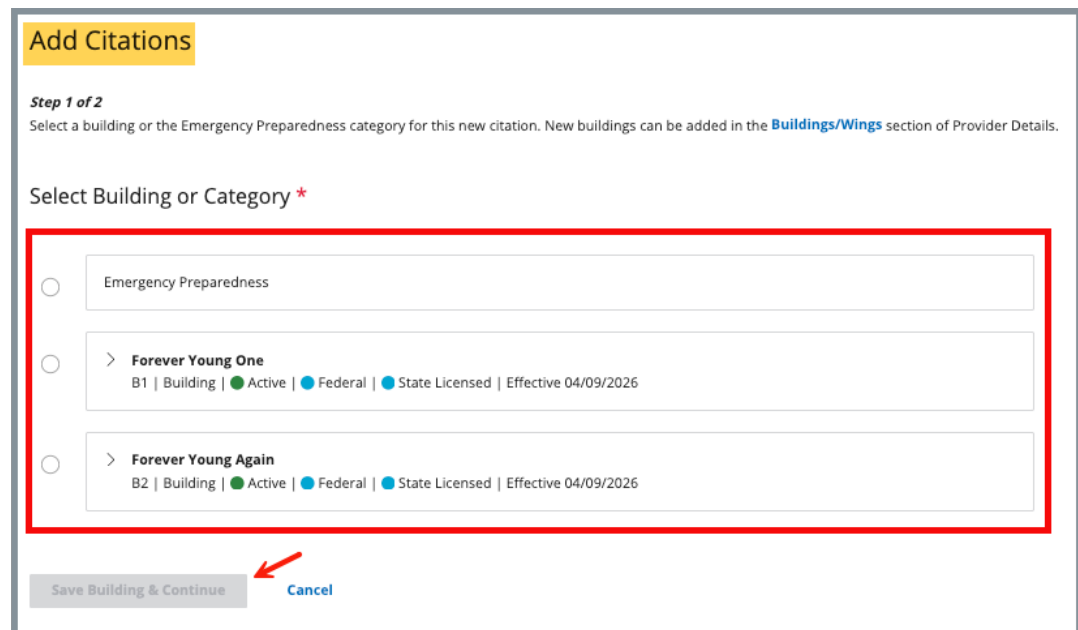 Add Citations
Step 1 of 2
Select a building or the Emergency Preparedness category for this new citation. New buildings can be added in the Buildings/Wings section of Provider Details.
Select Building or Category *
Emergency Preparedness
Forever Young One
B1 | Building | Active | Federal | State Licensed | Effective 04/09/2026
Forever Young Again
B2 | Building | Active | Federal | State Licensed | Effective 04/09/2026
Save Building & Continue Cancel